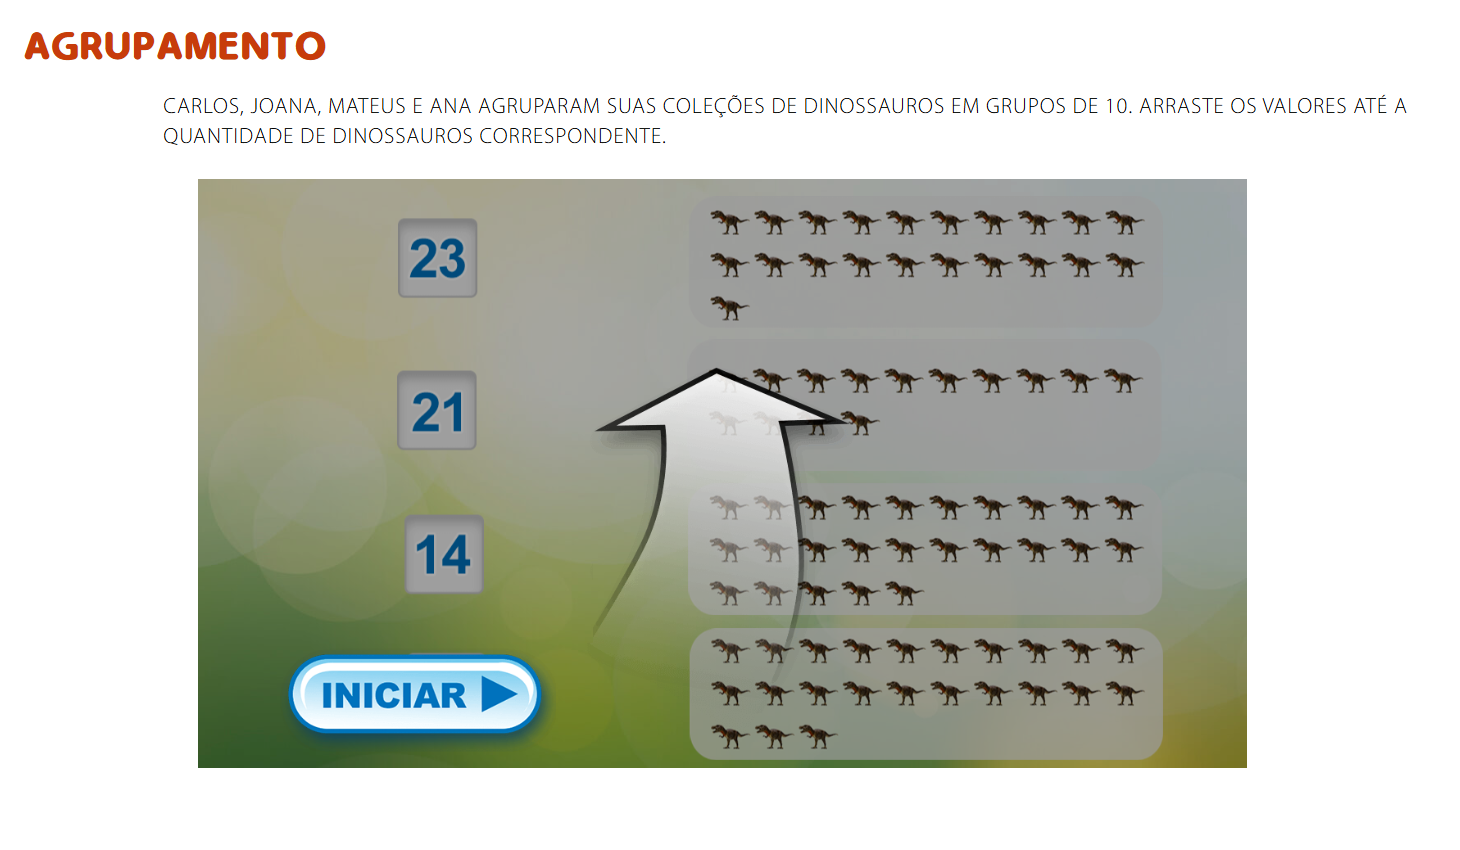 AGRUPAMENTO
CARLOS, JOANA, MATEUS E ANA AGRUPARAM SUAS COLEÇÕES DE DINOSSAUROS EM GRUPOS DE 10. ARRASTE OS VALORES ATÉ A
QUANTIDADE DE DINOSSAUROS CORRESPONDENTE.
23
21
14
INICIAR